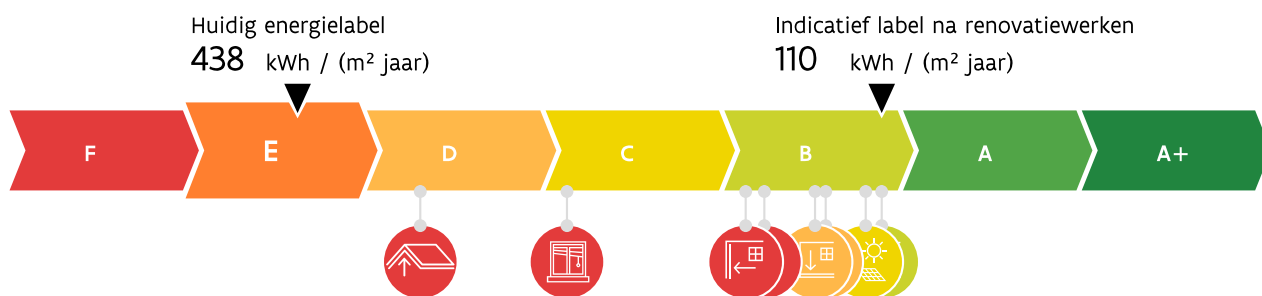 Huidig energielabel
438 kWh / (m² jaar)
Indicatief label na renovatiewerken
110 kWh / (m² jaar)
F
E
D
C
B
A
A+